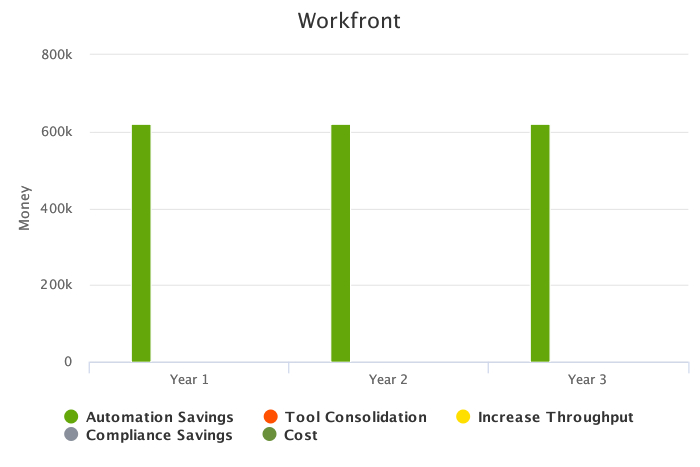 Workfront
800k
600k
400k
200k
0
Money
Year 1 Year 2 Year 3
Automation Savings Tool Consolidation Increase Throughput
Compliance Savings Cost